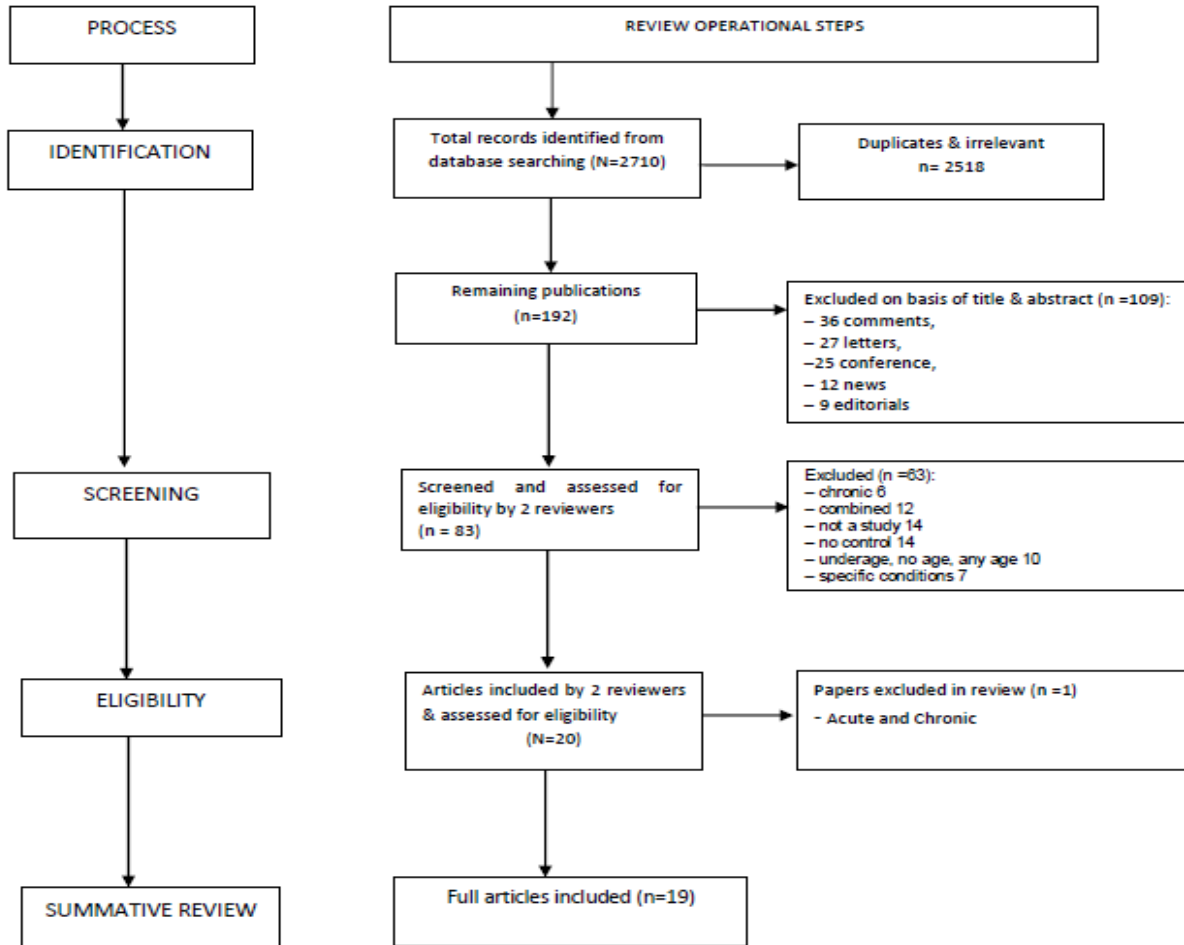 PROCESS
REVIEW OPERATIONAL STEPS
IDENTIFICATION
Total records identified from
database searching (N=2710)
Duplicates & irrelevant
n= 2518
Remaining publications
(n=192)
Excluded on basis of title & abstract (n =109):
– 36 comments,
– 27 letters,
–25 conference,
– 12 news
– 9 editorials
SCREENING
Screened and assessed for
eligibility by 2 reviewers
(n = 83)
Excluded (n =63):
– chronic 6
– combined 12
– not a study 14
– no control 14
– underage, no age, any age 10
– specific conditions 7
ELIGIBILITY
Articles included by 2 reviewers
& assessed for eligibility
(N=20)
Papers excluded in review (n =1)
- Acute and Chronic
SUMMATIVE REVIEW
Full articles included (n=19)